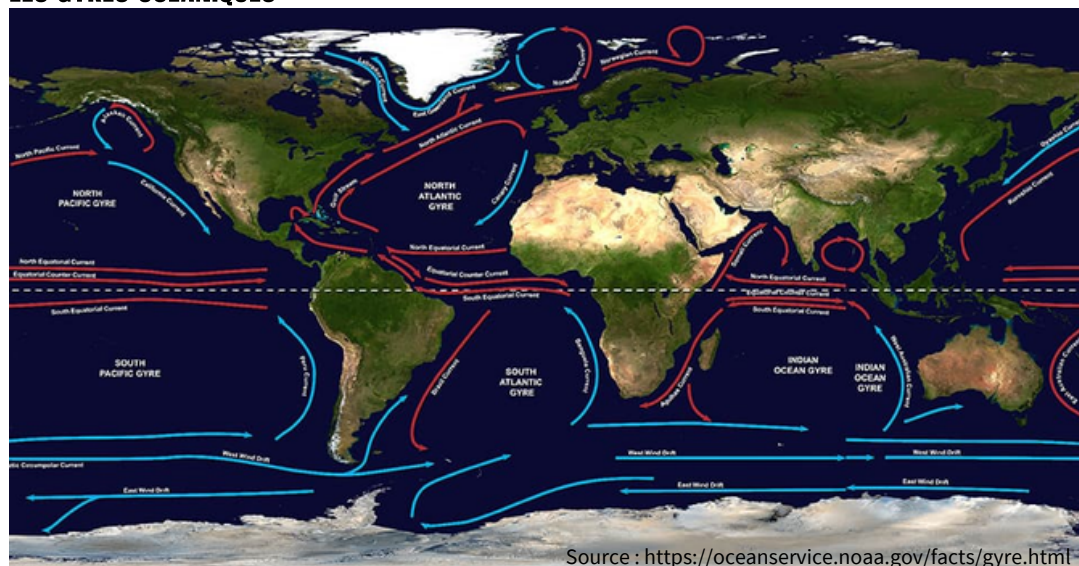 LES GYRES OCÉANIQUES
Labrador Current
East Greenland Current
Norwegian Current
Norwegian Current
Alaskan Current
North Pacific Current
California Current
NORTH
PACIFIC GYRE
North Atlantic Current
Gulf Stream
NORTH
ATLANTIC
GYRE
Canary Current
Oyashio Current
Kuroshio Current
North Equatorial Current
Equatorial Counter Current
South Equatorial Current
North Equatorial Current
Equatorial Counter Current
South Equatorial Current
Somali Current
North Equatorial Current
Equatorial Counter Current
South Equatorial Current
SOUTH
PACIFIC GYRE
Peru Current
Brazil Current
SOUTH
ATLANTIC
GYRE
Benguela Current
Agulhas Current
INDIAN
OCEAN GYRE
INDIAN
OCEAN
GYRE
West Australian Current
East Australian Current
tic Circumpolar Current
West Wind Drift
West Wind Drift
West Wind Drift
East Wind Drift
East Wind Drift
East Wind Drift
Source : https://oceanservice.noaa.gov/facts/gyre.html